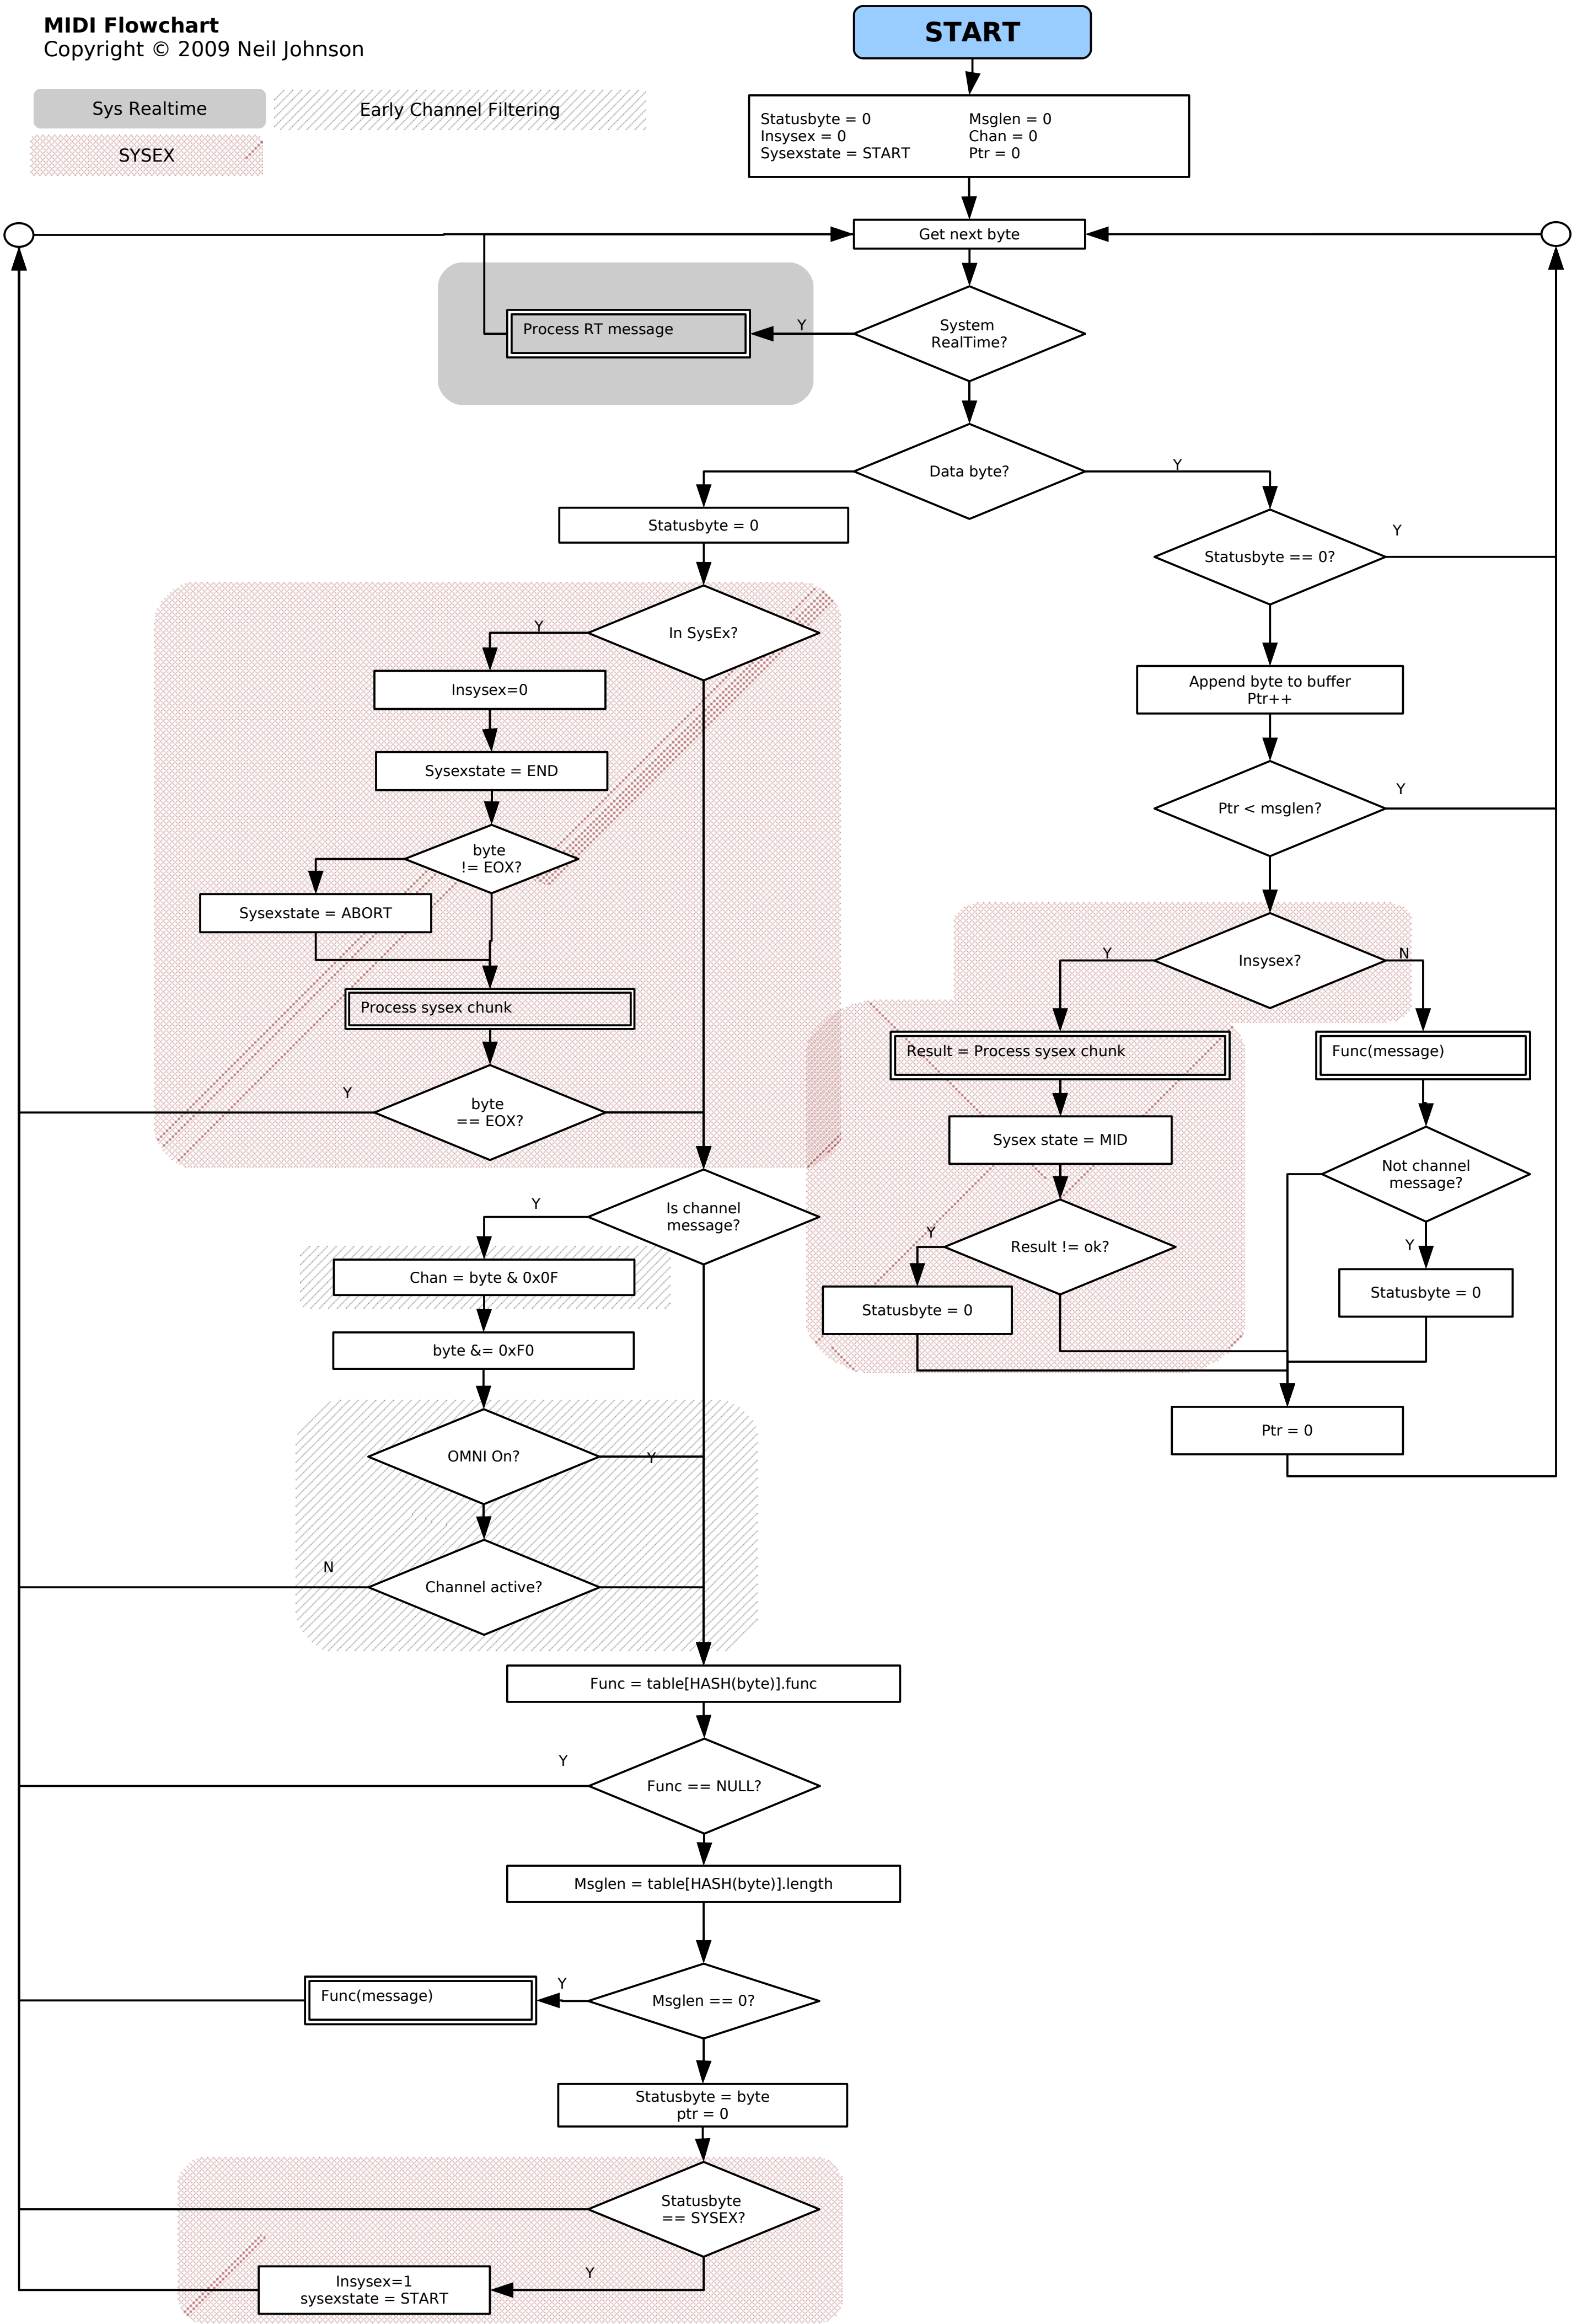 MIDI Flowchart
Copyright © 2009 Neil Johnson
START
Sys Realtime
Early Channel Filtering
SYSEX
Statusbyte = 0
Insysex = 0
Sysexstate = START
Msglen = 0
Chan = 0
Ptr = 0
Get next byte
System
RealTime?
Y
Process RT message
Data byte?
Y
Statusbyte = 0
Statusbyte == 0?
Y
In SysEx?
Y
Insysex=0
Append byte to buffer
Ptr++
Sysexstate = END
Ptr < msglen?
Y
byte
!= EOX?
Sysexstate = ABORT
Insysex?
Y
N
Process sysex chunk
Result = Process sysex chunk
Func(message)
byte
== EOX?
Y
Sysex state = MID
Not channel
message?
Y
Is channel
message?
Y
Result != ok?
Y
Chan = byte & 0x0F
Statusbyte = 0
Statusbyte = 0
byte &= 0xF0
Ptr = 0
OMNI On?
Y
Channel active?
N
Func = table[HASH(byte)].func
Func == NULL?
Y
Msglen = table[HASH(byte)].length
Msglen == 0?
Y
Func(message)
Statusbyte = byte
ptr = 0
Statusbyte
== SYSEX?
Y
Insysex=1
sysexstate = START